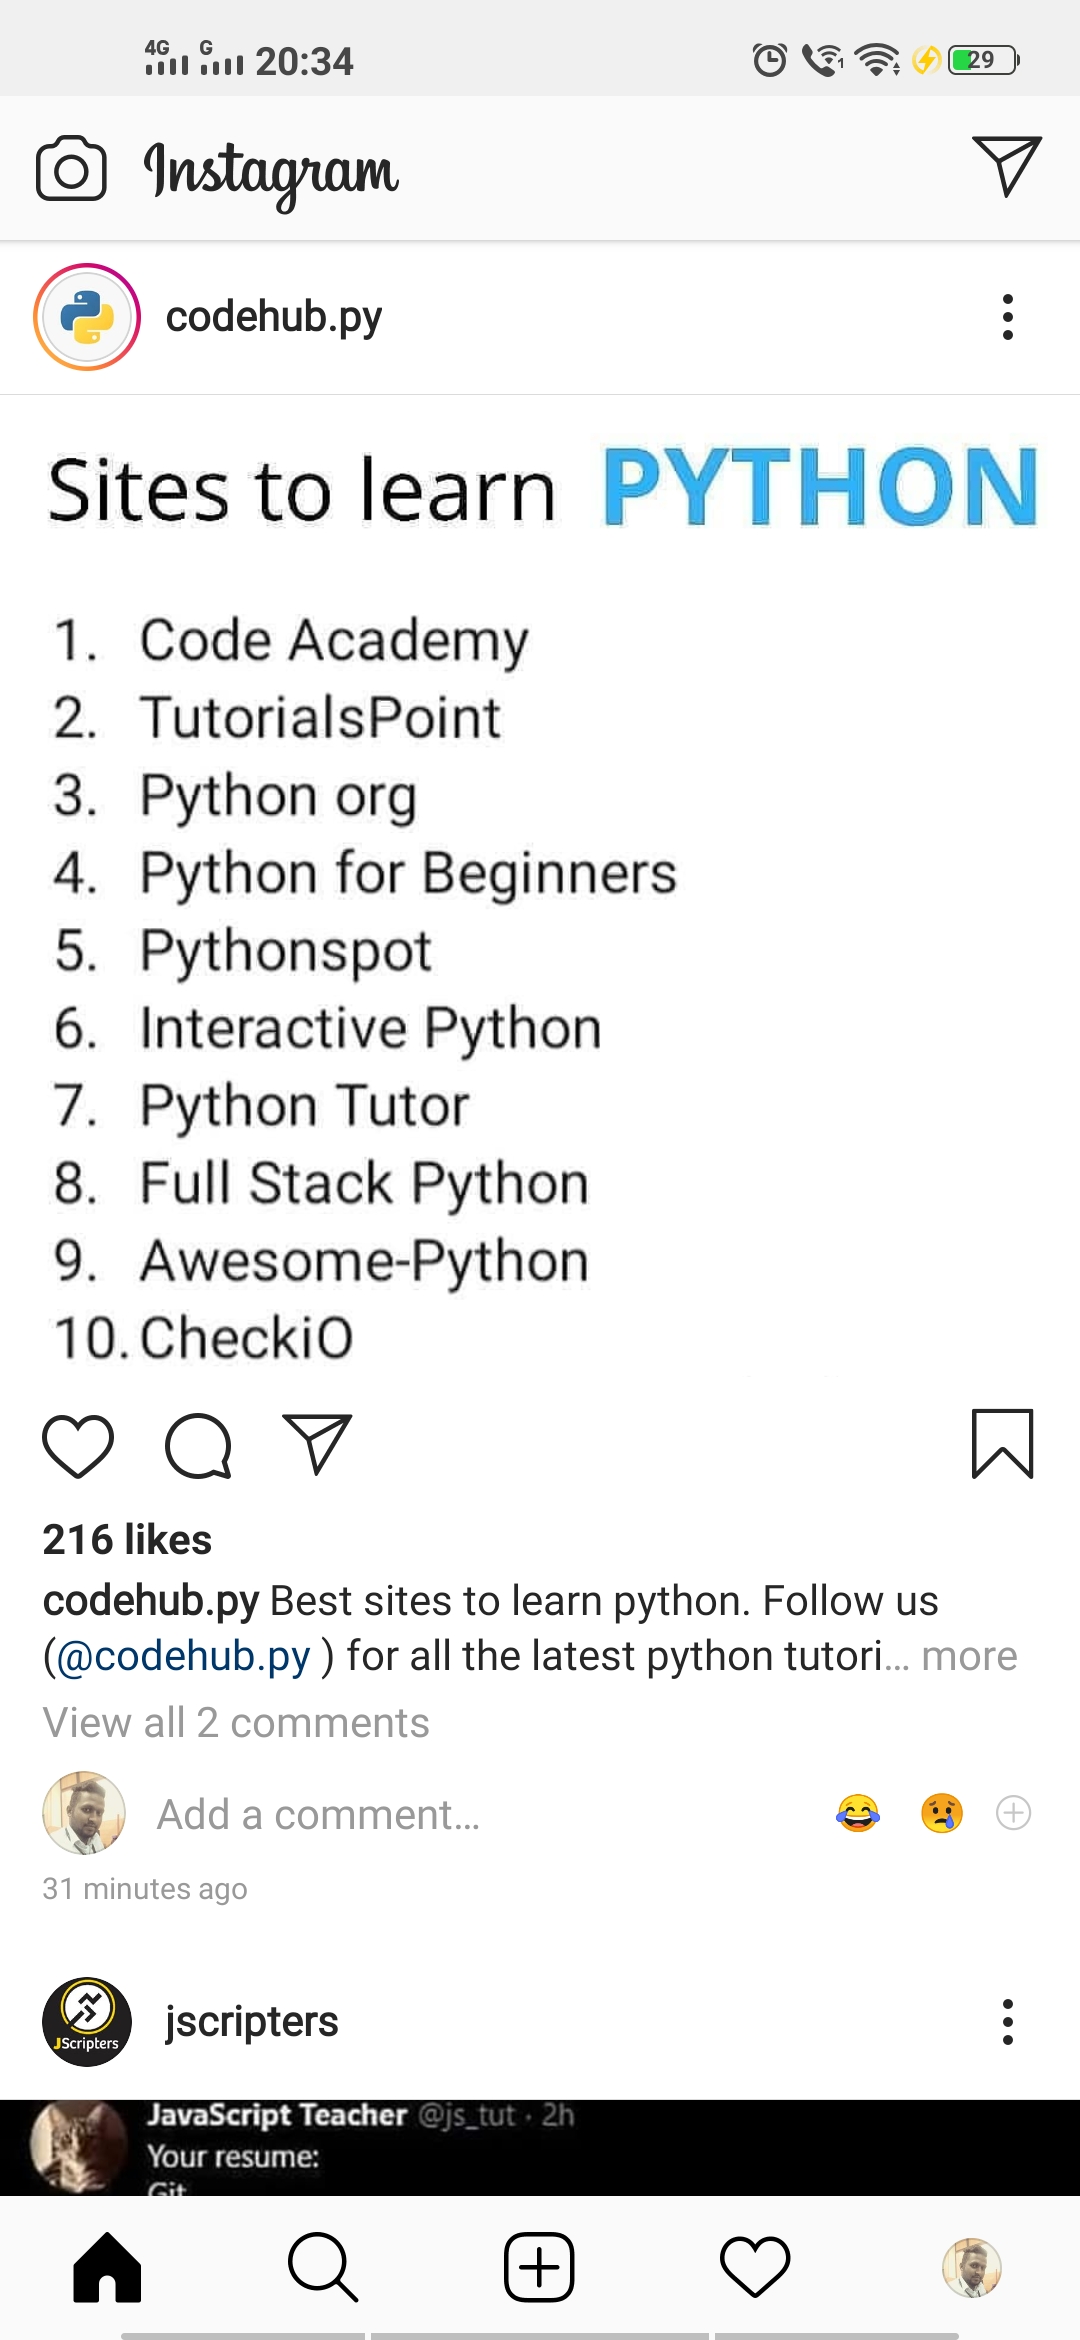 4G G 20:34 1 29
Instagram
codehub.py
Sites to learn PYTHON
1. Code Academy
2. TutorialsPoint
3. Python org
4. Python for Beginners
5. Pythonspot
6. Interactive Python
7. Python Tutor
8. Full Stack Python
9. Awesome-Python
10. CheckiO
216 likes
codehub.py Best sites to learn python. Follow us
(@codehub.py ) for all the latest python tutori... more
View all 2 comments
Add a comment...
31 minutes ago
JScripters
jscripters
JavaScript Teacher @js_tut · 2h
Your resume:
Git